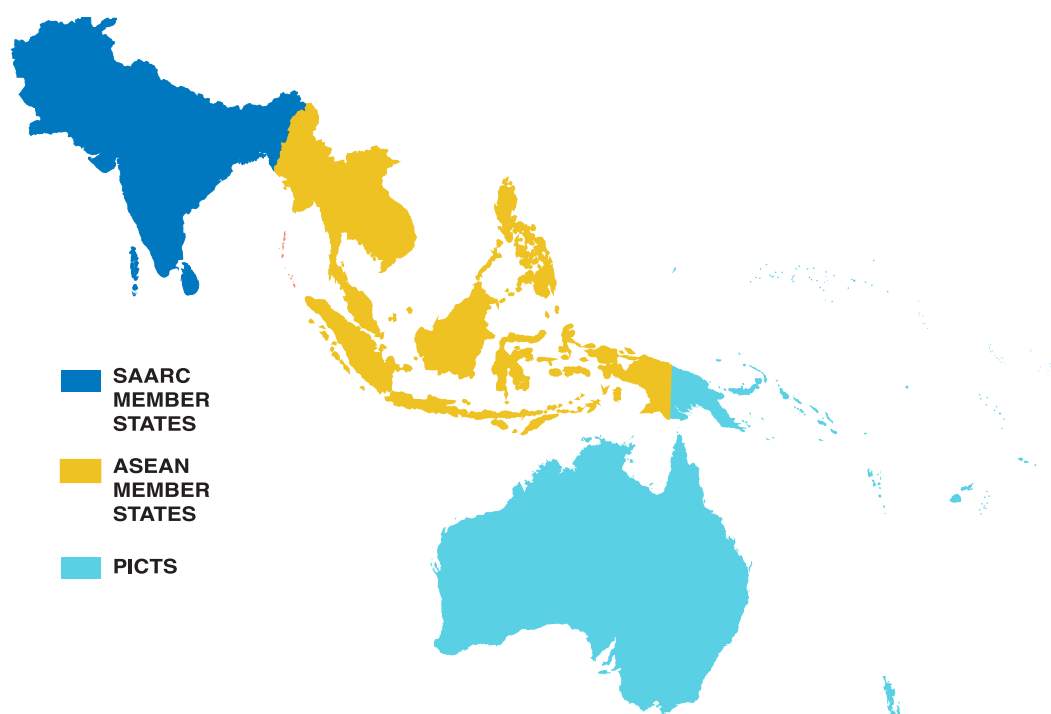 SAARC
MEMBER
STATES
ASEAN
MEMBER
STATES
PICTS